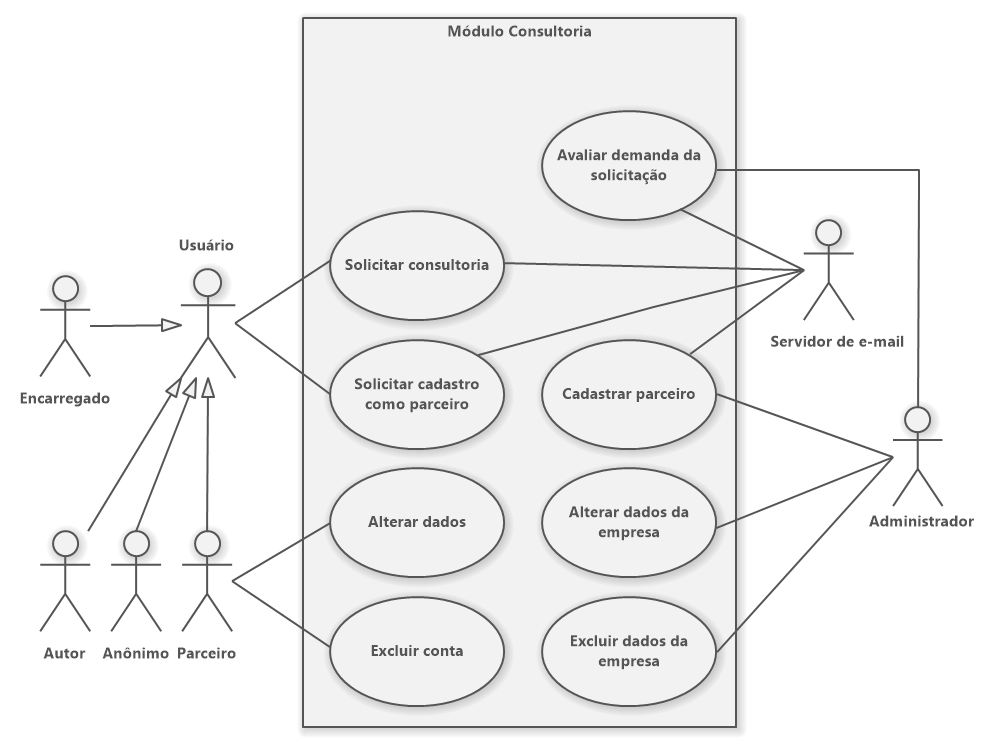 Módulo Consultoria
Avaliar demanda da
solicitação
Usuário
Solicitar consultoria
Servidor de e-mail
Encarregado
Solicitar cadastro
como parceiro
Cadastrar parceiro
Alterar dados
Alterar dados da
empresa
Administrador
Autor
Anônimo
Parceiro
Excluir conta
Excluir dados da
empresa